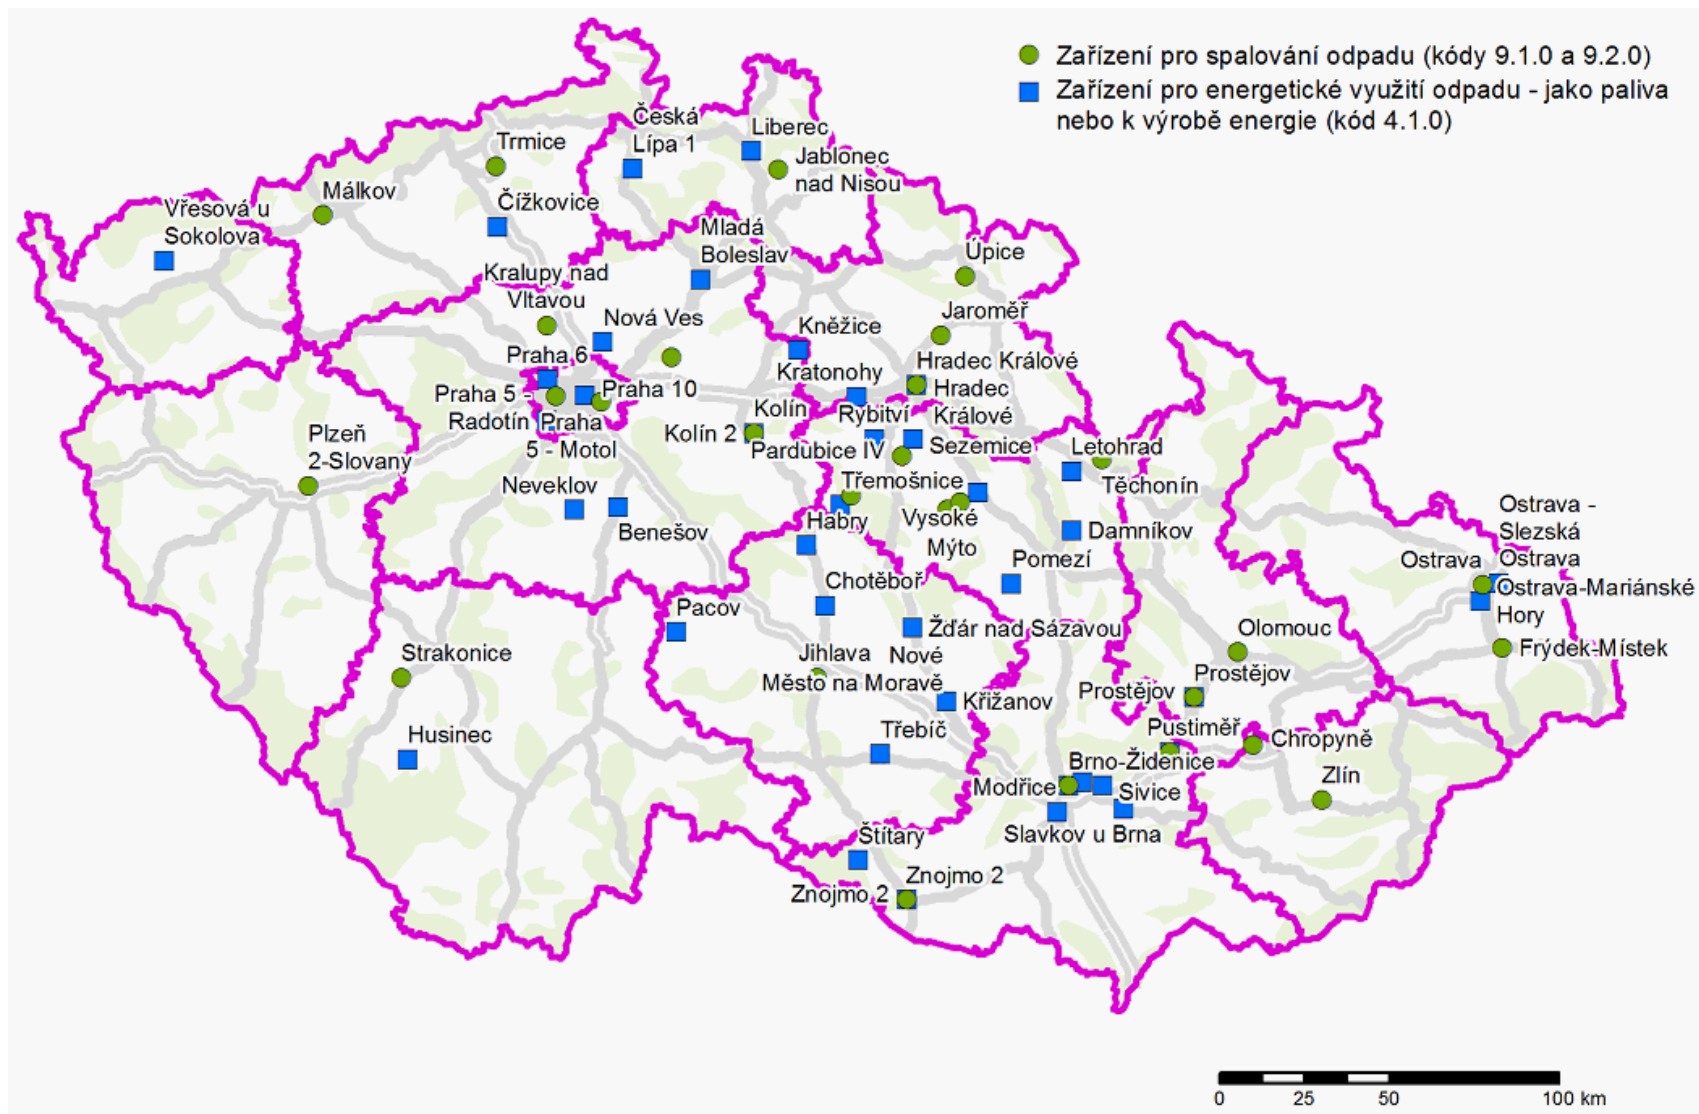 Zařízení pro spalování odpadu (kódy 9.1.0 a 9.2.0)
Zařízení pro energetické využití odpadu - jako paliva
nebo k výrobě energie (kód 4.1.0)
Česká
Lípa 1
Liberec
Trmice
Jablonec
nad Nisou
Málkov
Čížkovice
Vřesová u
Sokolova
Mladá
Boleslav
Úpice
Kralupy nad
Vltavou
Nová Ves
Jaroměř
Kněžice
Praha 6
Hradec Králové
Kratonohy
Praha 5 -
Radotín
Praha 10
Hradec
Králové
Kolín
Rybitví
Praha
5 - Motol
Kolín 2
Plzeň
2-Slovany
Pardubice IV
Sezemice
Letohrad
Třemošnice
Těchonín
Neveklov
Benešov
Habry
Vysoké
Mýto
Damníkov
Ostrava -
Slezská
Ostrava
Ostrava
Pomezí
Chotěboř
Ostrava-Mariánské
Hory
Pacov
Žďár nad Sázavou
Olomouc
Strakonice
Jihlava
Nové
Město na Moravě
Frýdek-Místek
Prostějov
Prostějov
Křižanov
Husinec
Třebíč
Pustiměř
Chropyně
Brno-Židenice
Modřice
Sivice
Zlín
Slavkov u Brna
Štítary
Znojmo 2
Znojmo 2
0 25 50 100 km